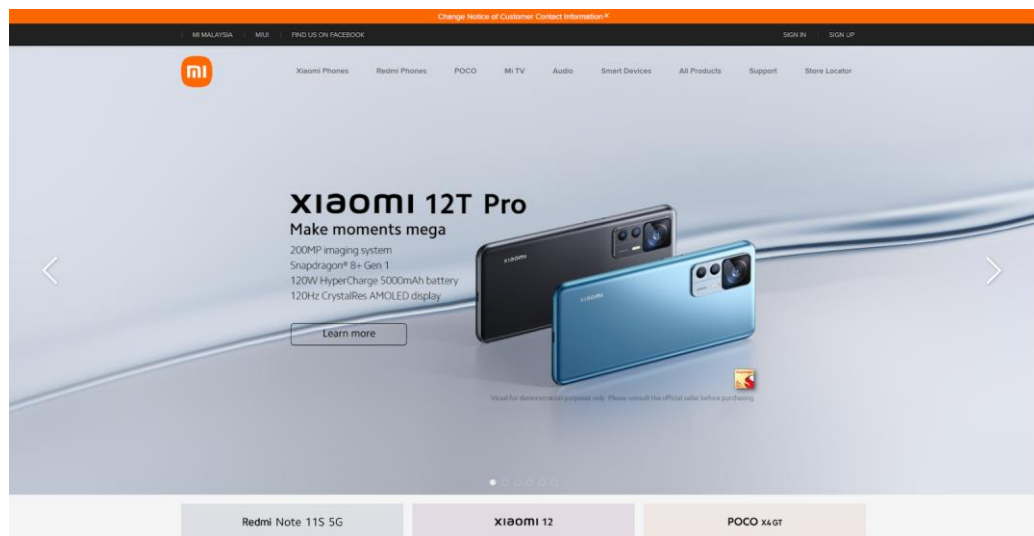 Change Notice of Customer Contact Information ×
MI MALAYSIA | MIUI | FIND US ON FACEBOOK SIGN IN | SIGN UP
mi Xiaomi Phones Redmi Phones POCO Mi TV Audio Smart Devices All Products Support Store Locator
xiaomi 12T Pro
Make moments mega
200MP imaging system
Snapdragon® 8+ Gen 1
120W HyperCharge 5000mAh battery
120Hz CrystalRes AMOLED display
Learn more
xiaomi
xiaomi
Visual for demonstration purposes only. Please consult the official seller before purchasing.
Redmi Note 11S 5G xiaomi 12 POCO X4 GT